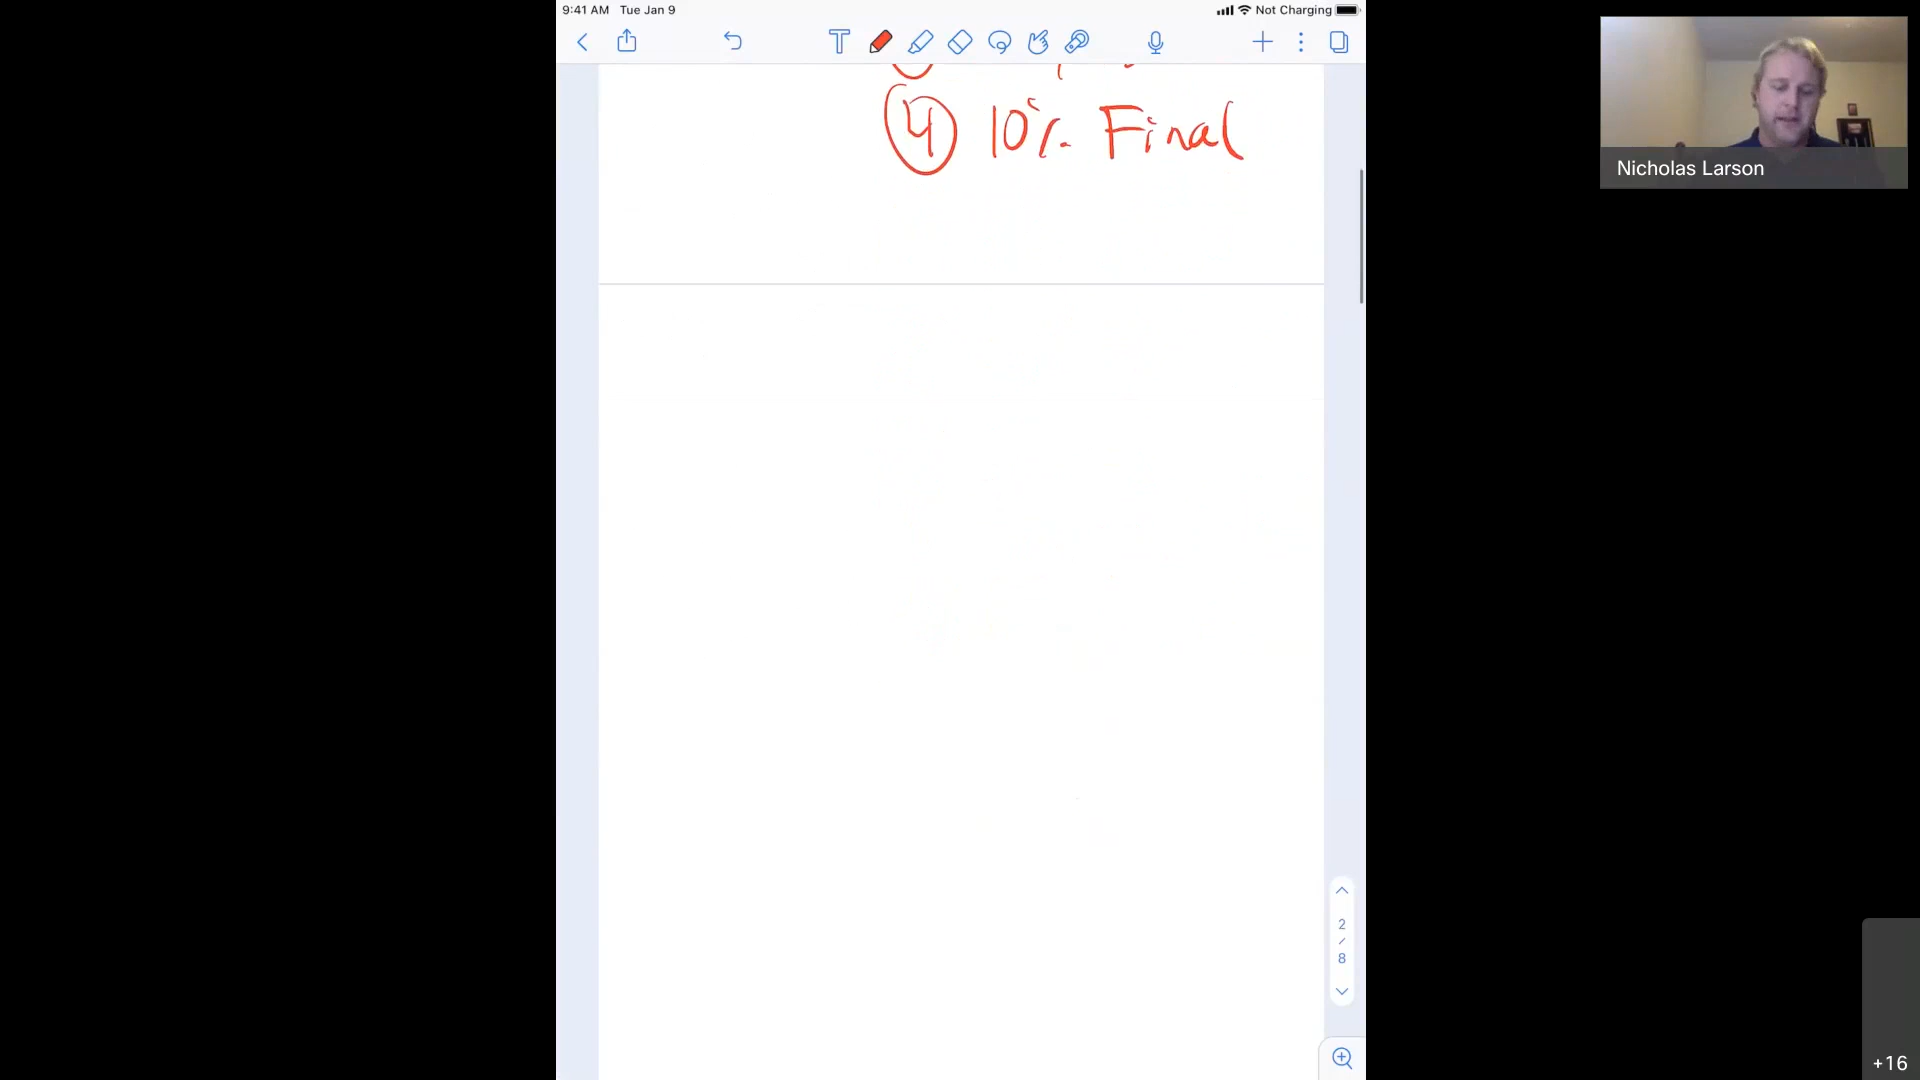 9:41 AM Tue Jan 9
Not Charging
④ 10% Final
Nicholas Larson
2
/
8
+16